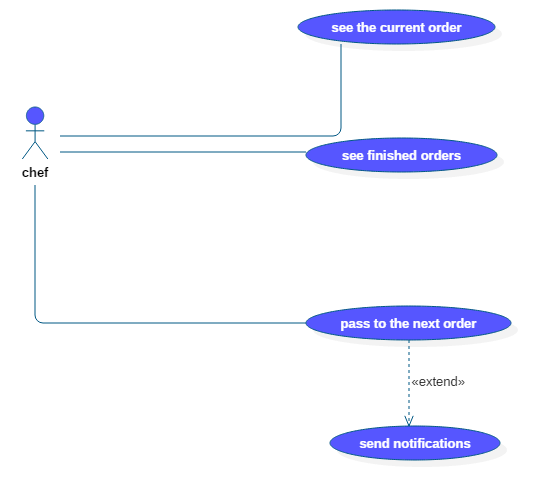 see the current order
see finished orders
chef
pass to the next order
«extend»
send notifications